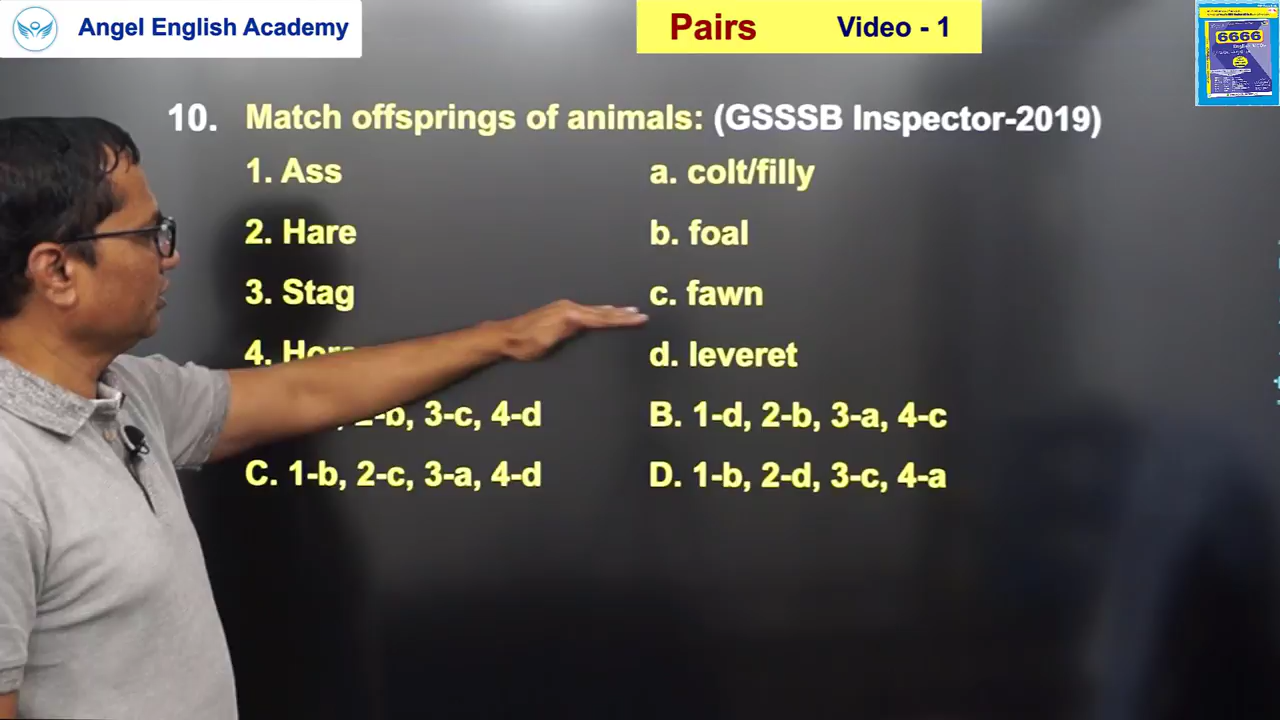 Angel English Academy
Pairs Video - 1
6666
10. Match offsprings of animals: (GSSSB Inspector-2019)
1. Ass a. colt/filly
2. Hare b. foal
3. Stag c. fawn
4. d. leveret
3-c, 4-d B. 1-d, 2-b, 3-a, 4-c
C. 1-b, 2-c, 3-a, 4-d D. 1-b, 2-d, 3-c, 4-a